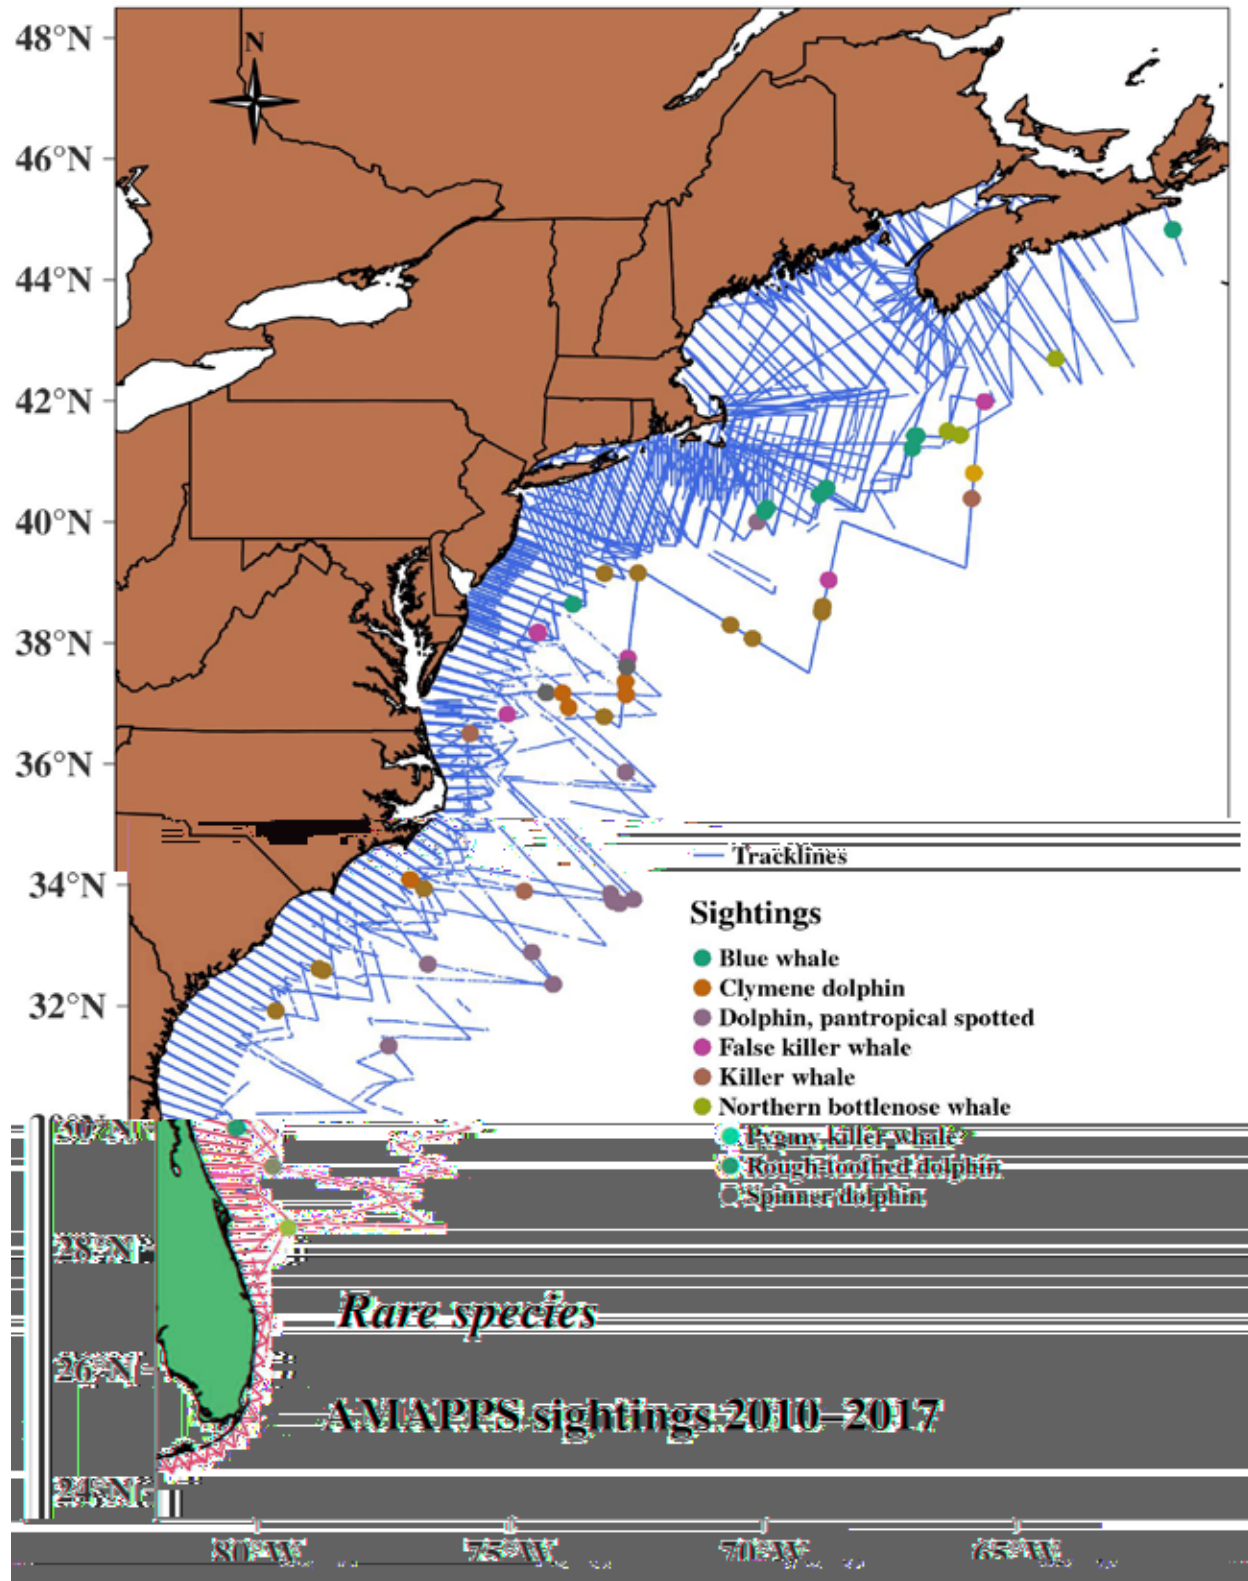 48°N
N
46°N
44°N
42°N
40°N
38°N
36°N
34°N
Tracklines
Sightings
Blue whale
Clymene dolphin
32°N
Dolphin, pantropical spotted
False killer whale
Killer whale
Northern bottlenose whale
30°N
Pygmy killer whale
Rough-toothed dolphin
Spinner dolphin
28°N
Rare species
26°N
AMAPPS sightings 2010–2017
24°N
80°W 75°W 70°W 65°W